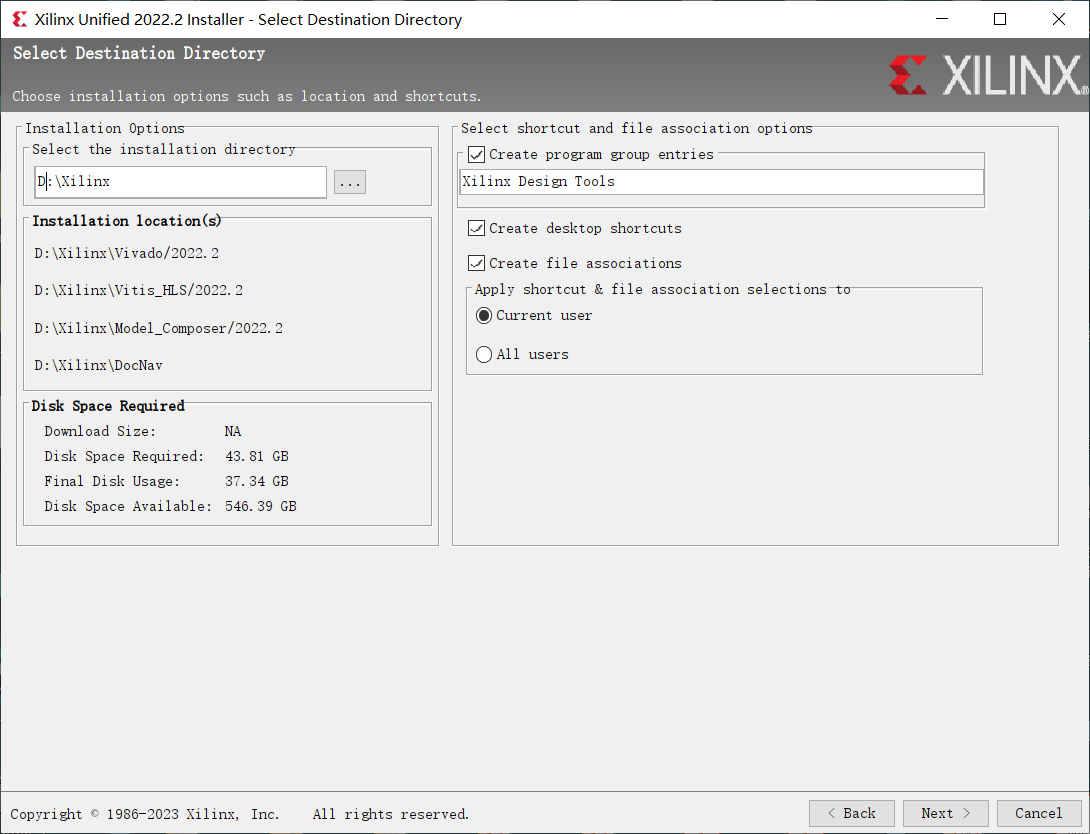 Xilinx Unified 2022.2 Installer - Select Destination Directory
Select Destination Directory
Choose installation options such as location and shortcuts.
XILINX®
Installation Options
Select the installation directory
D:\Xilinx
...
Installation location(s)
D:\Xilinx\Vivado/2022.2
D:\Xilinx\Vitis_HLS/2022.2
D:\Xilinx\Model_Composer/2022.2
D:\Xilinx\DocNav
Disk Space Required
Download Size: NA
Disk Space Required: 43.81 GB
Final Disk Usage: 37.34 GB
Disk Space Available: 546.39 GB
Select shortcut and file association options
Create program group entries
Xilinx Design Tools
Create desktop shortcuts
Create file associations
Apply shortcut & file association selections to
Current user
All users
Copyright © 1986-2023 Xilinx, Inc. All rights reserved.
< Back
Next >
Cancel